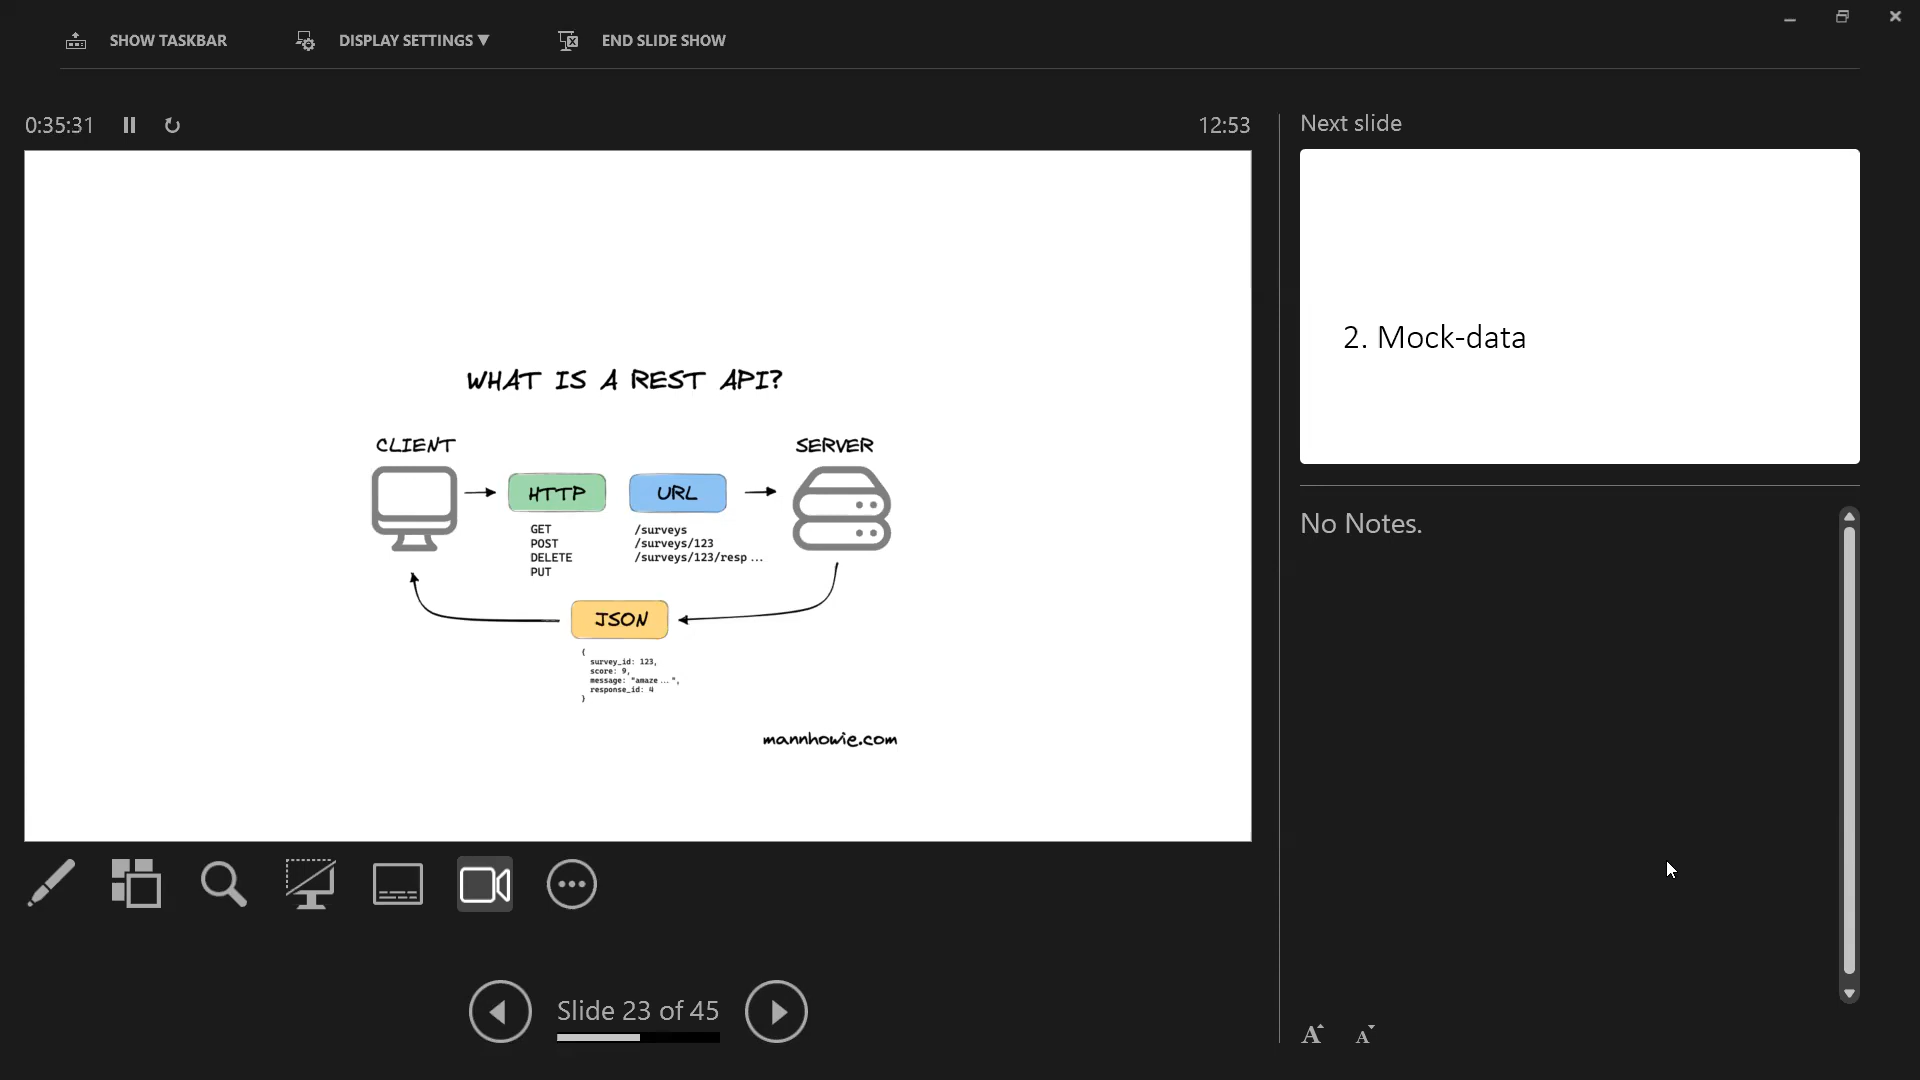 SHOW TASKBAR
DISPLAY SETTINGS ▼
END SLIDE SHOW
0:35:31
12:53
Next slide
WHAT IS A REST API?
CLIENT
SERVER
HTTP
URL
GET
POST
DELETE
PUT
/surveys
/surveys/123
/surveys/123/resp ...
JSON
{
survey_id: 123,
score: 9,
message: "amaze ... ",
response_id: 4
}
mannhowie.com
2. Mock-data
No Notes.
Slide 23 of 45
A
A